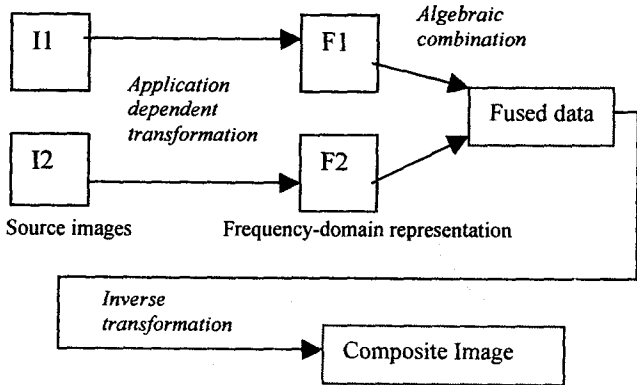 I1
F1
Algebraic
combination
Application
dependent
transformation
Fused data
I2
F2
Source images
Frequency-domain representation
Inverse
transformation
Composite Image